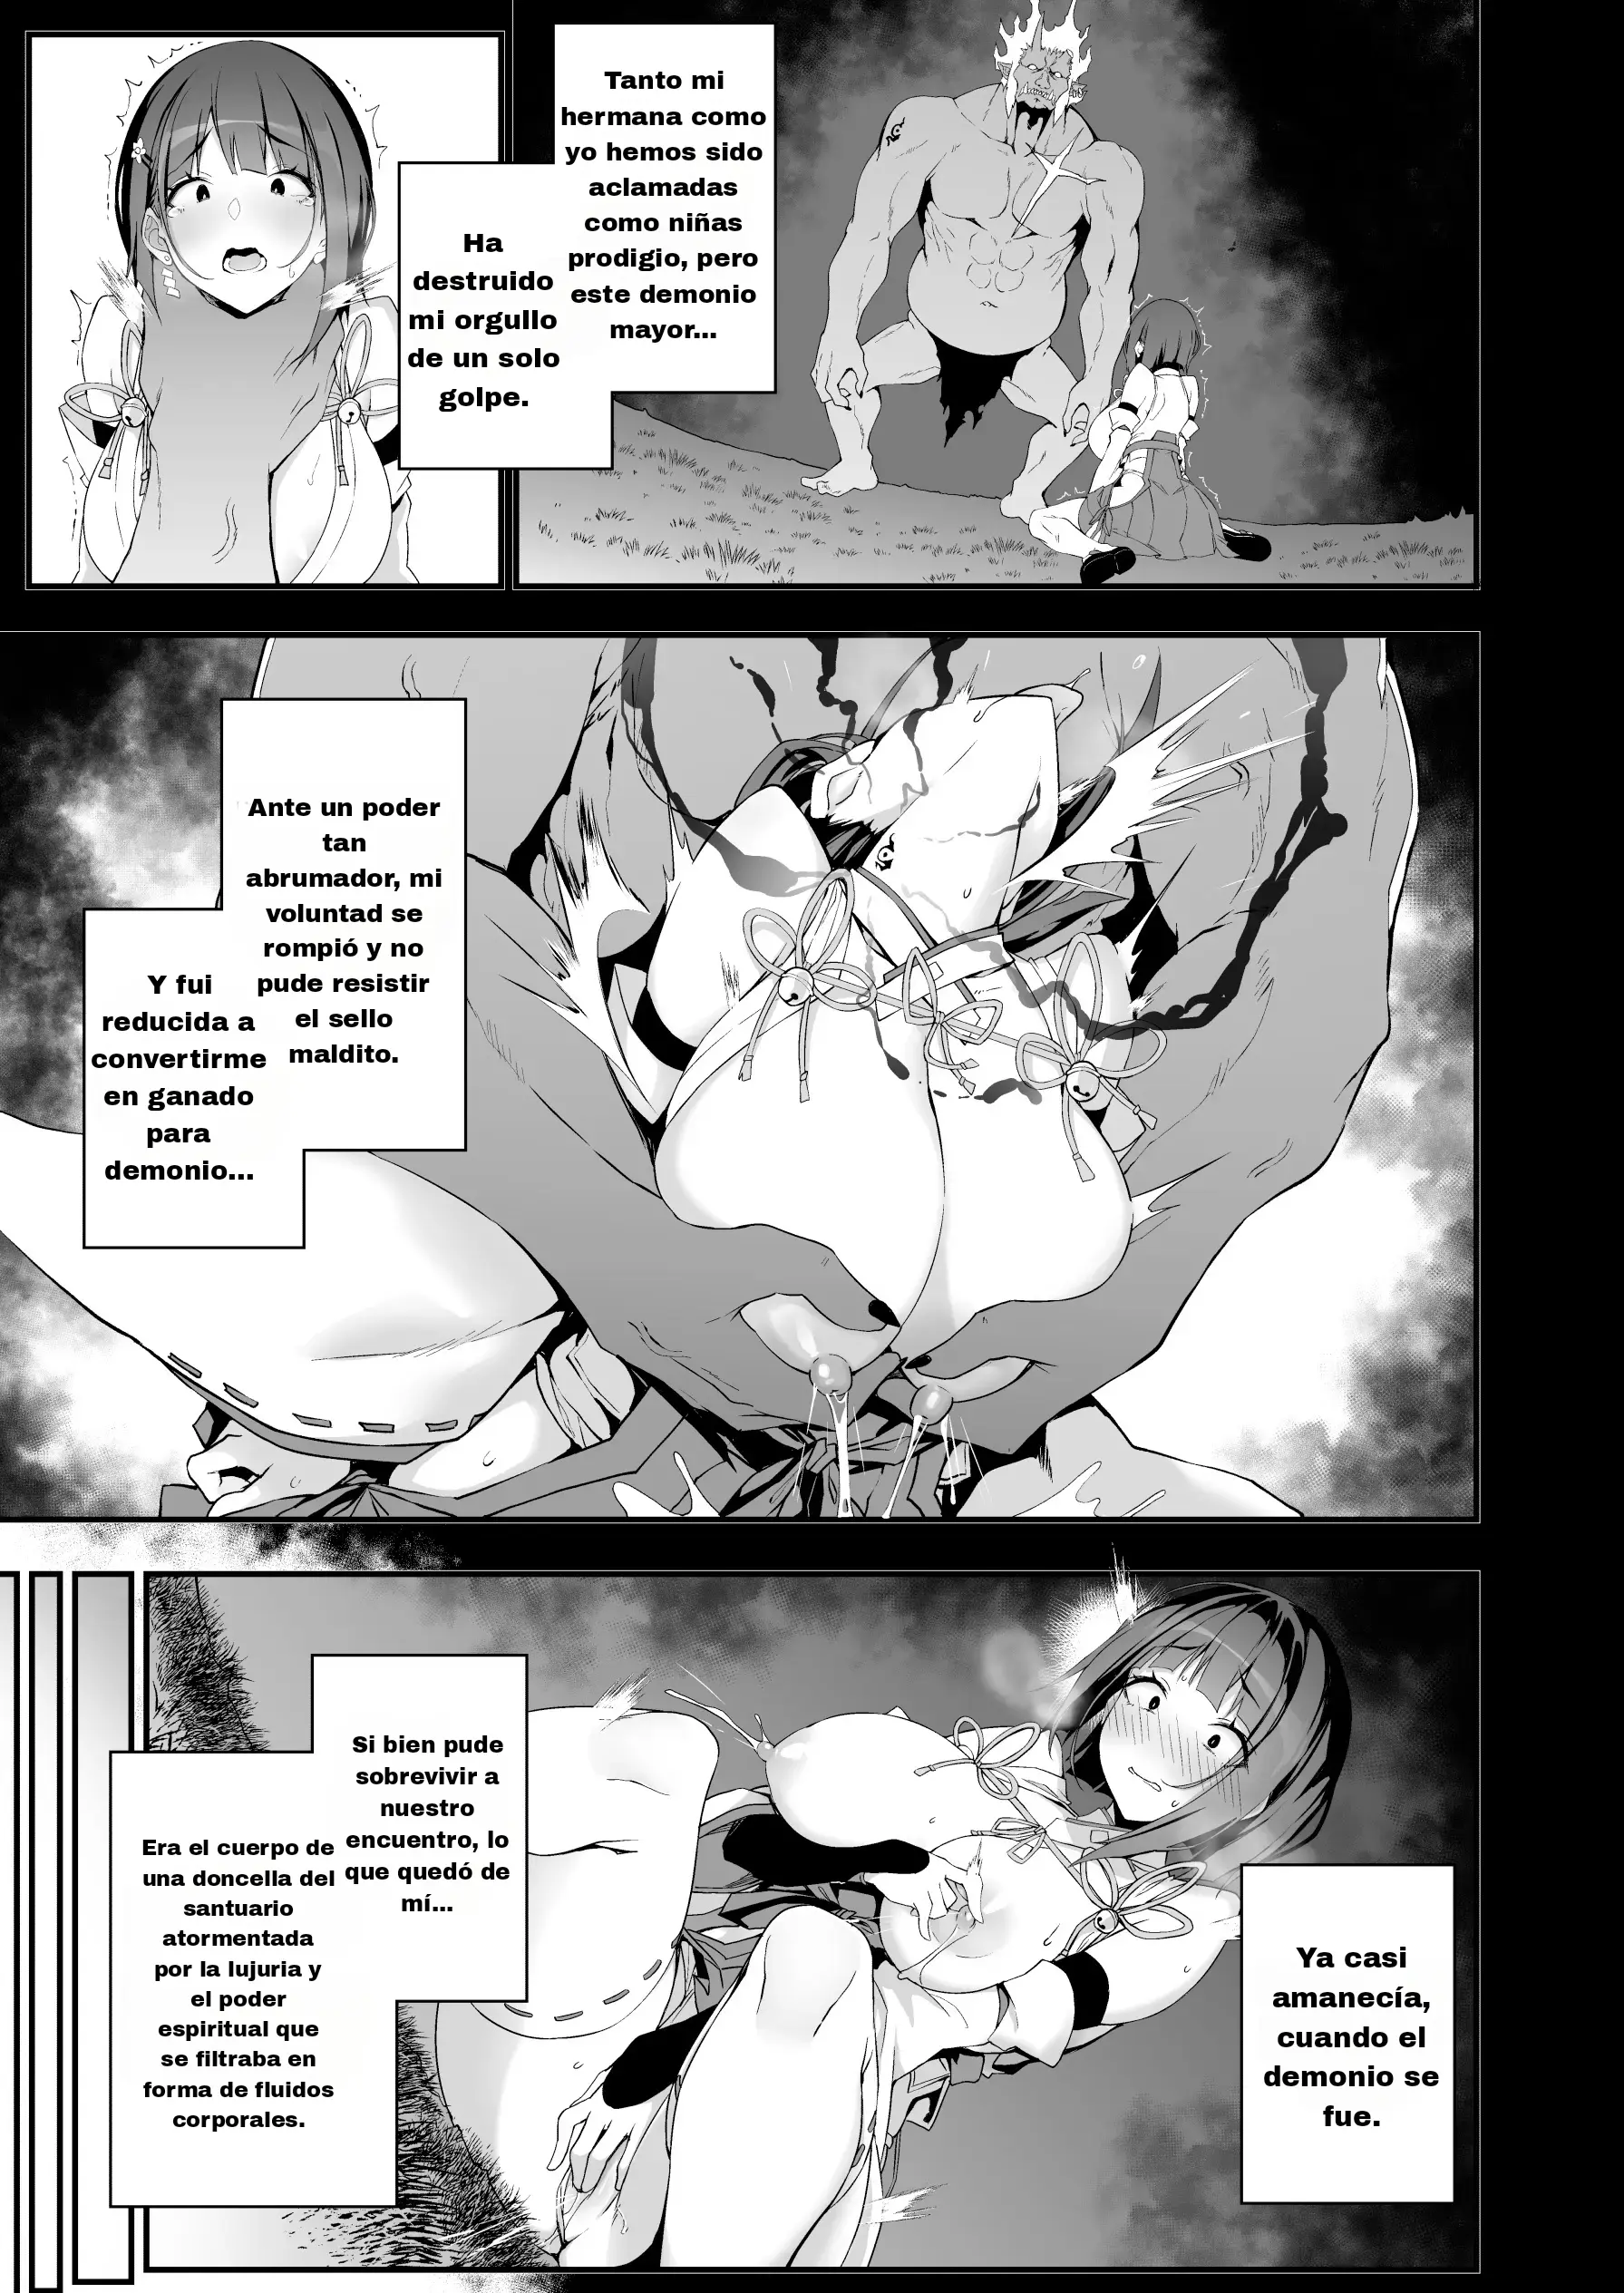 Tanto mi
hermana como
yo hemos sido
aclamadas
como niñas
prodigio, pero
este demonio
mayor...
Ha
destruido
mi orgullo
de un solo
golpe.
Ante un poder
tan
abrumador, mi
voluntad se
rompió y no
pude resistir
el sello
maldito.
Y fui
reducida a
convertirme
en ganado
para
demonio...
Ya casi
amanecía,
cuando el
demonio se
fue.
Si bien pude
sobrevivir a
nuestro
encuentro, lo
que quedó de
mí...
Era el cuerpo de
una doncella del
santuario
atormentada
por la lujuria y
el poder
espiritual que
se filtraba en
forma de fluidos
corporales.